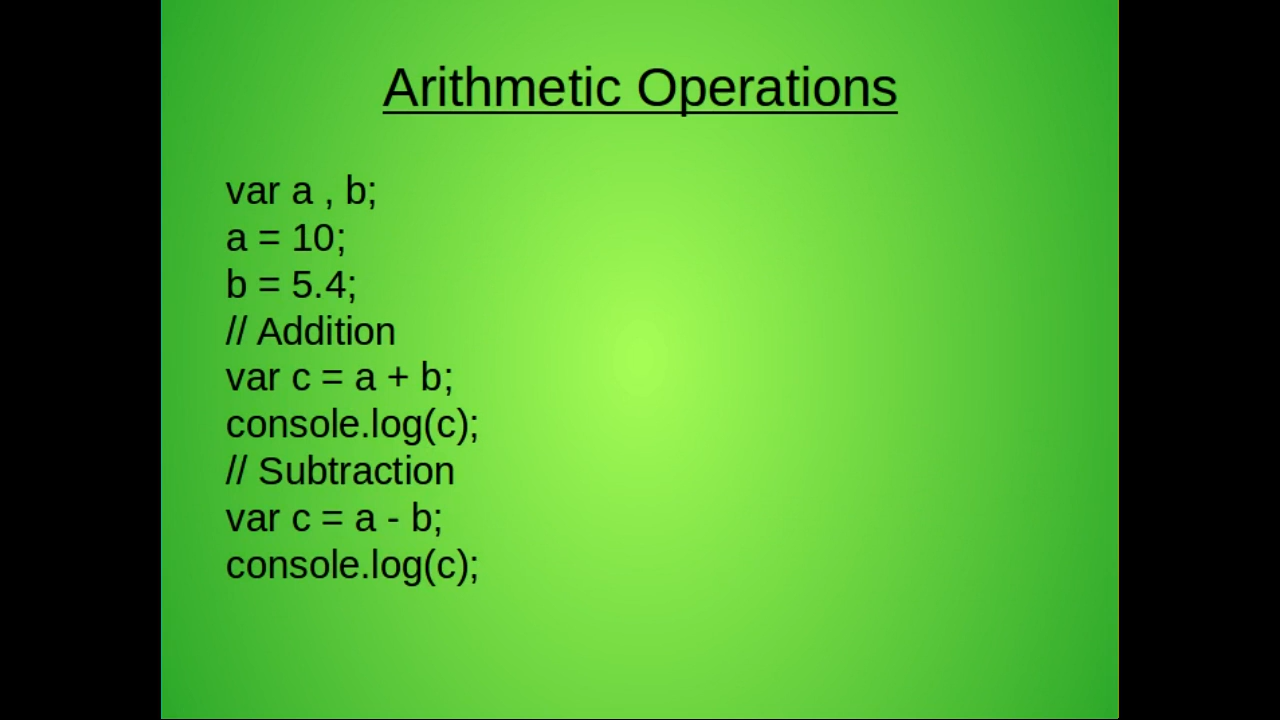 Arithmetic Operations
var a , b;
a = 10;
b = 5.4;
// Addition
var c = a + b;
console.log(c);
// Subtraction
var c = a - b;
console.log(c);